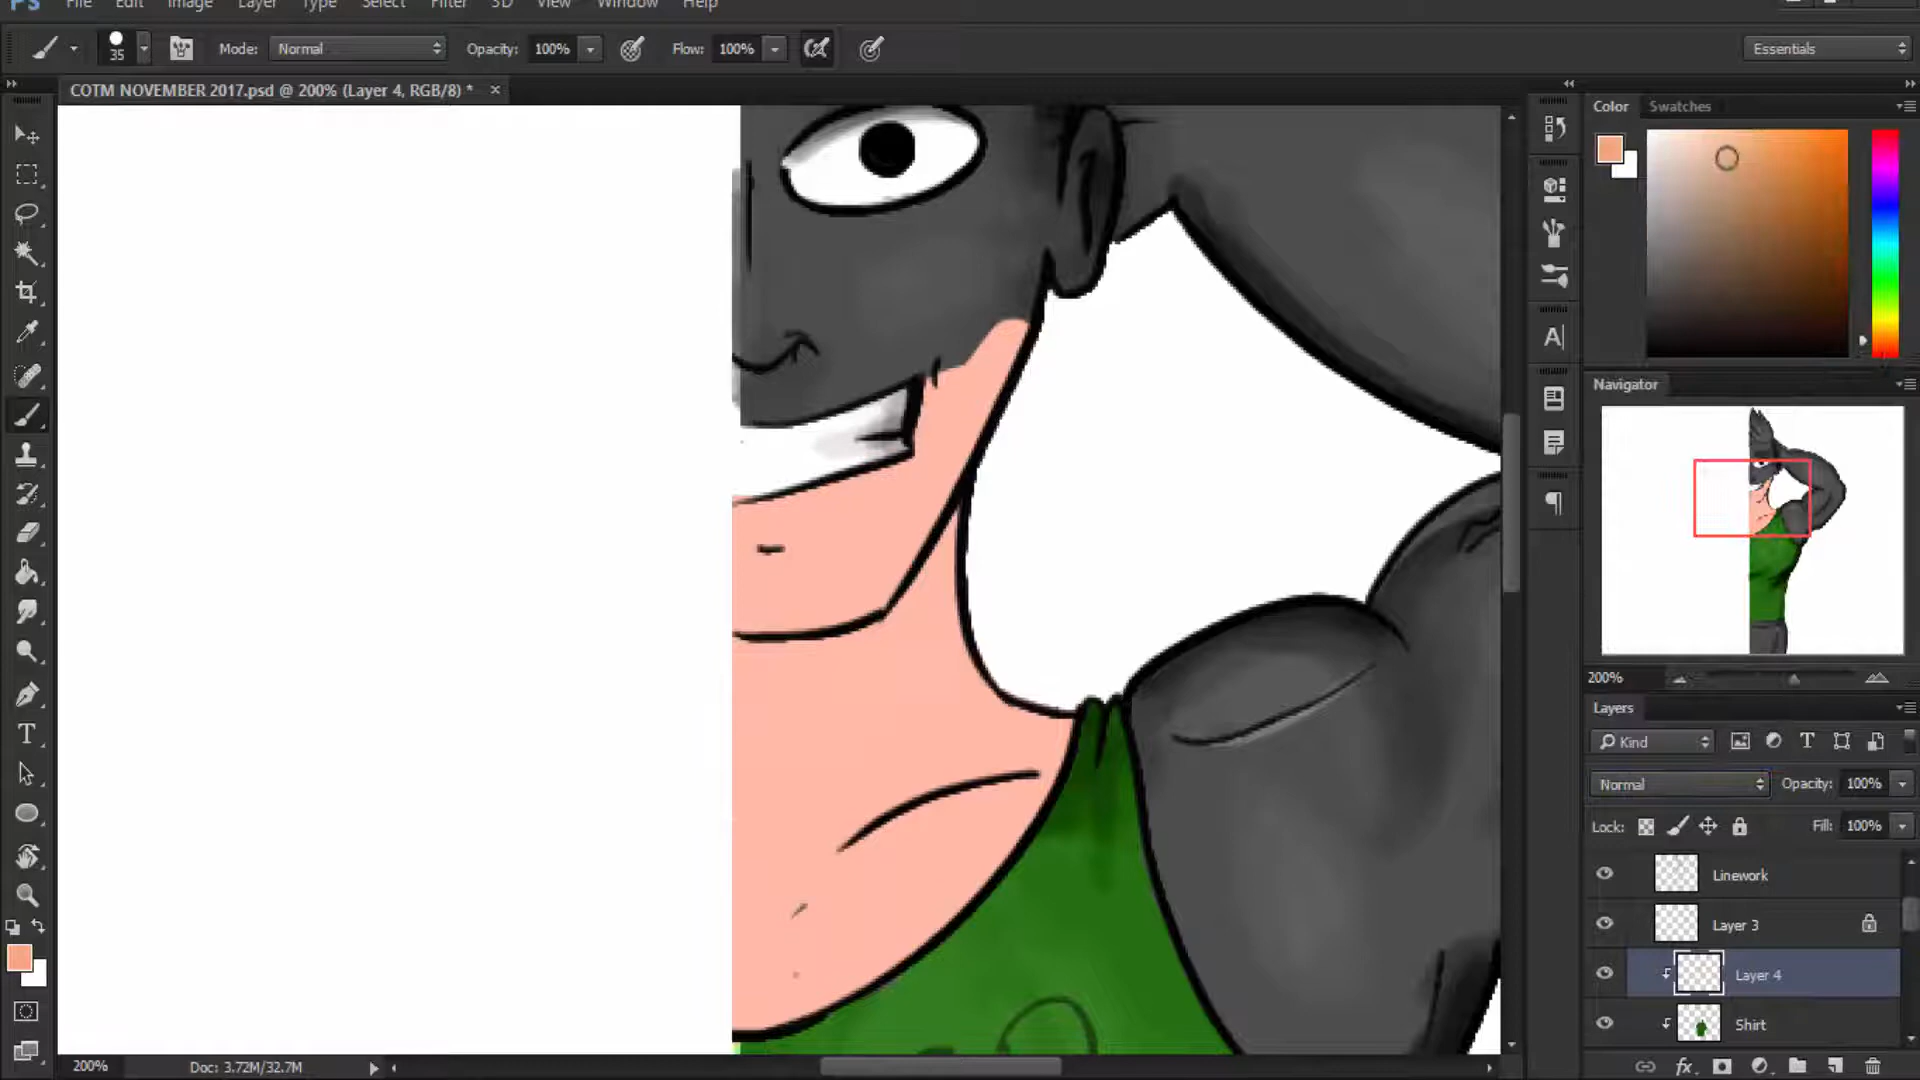 Ps File Edit Image Layer Type Select Filter 3D View Window Help
35 Mode: Normal Opacity: 100% Flow: 100% Essentials
COTM NOVEMBER 2017.psd @ 200% (Layer 4, RGB/8) * ×
Color Swatches
Navigator
200%
Layers
Kind
Normal Opacity: 100%
Lock: Fill: 100%
Linework
Layer 3
Layer 4
Shirt
200% Doc: 3.72M/32.7M